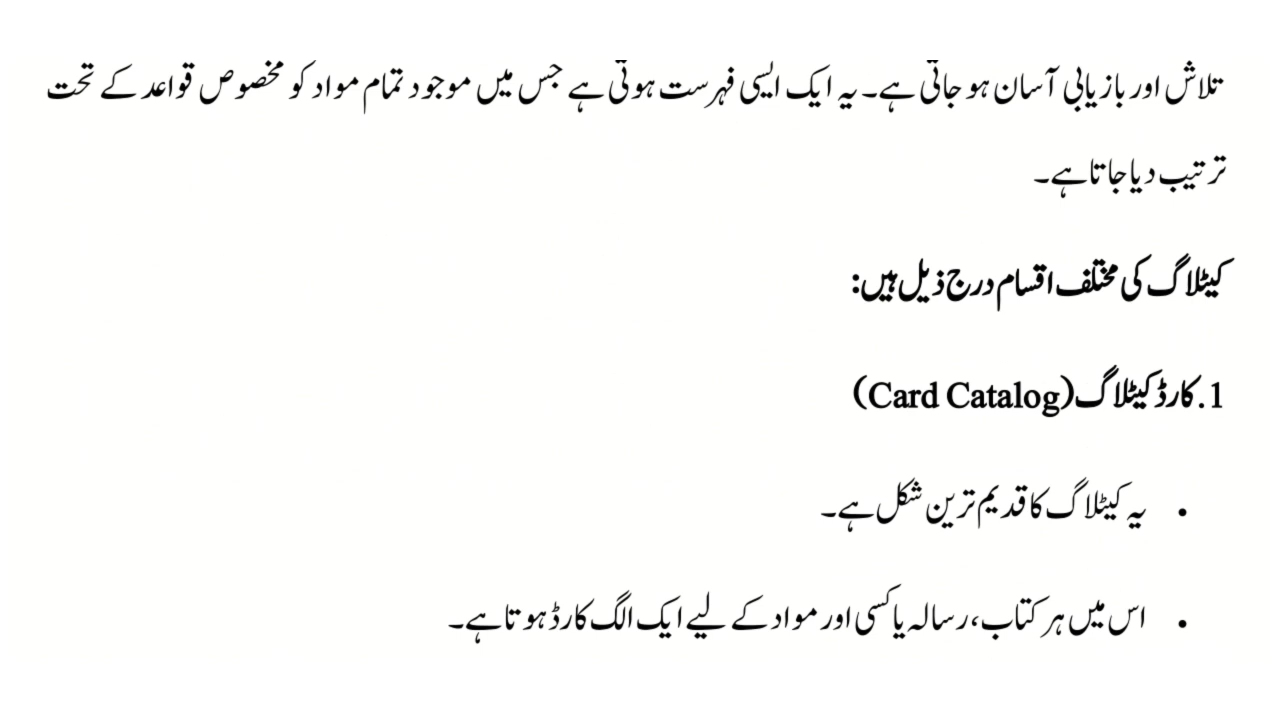 تلاش اور بازیابی آسان ہو جاتی ہے۔ یہ ایک ایسی فہرست ہوتی ہے جس میں موجود تمام مواد کو مخصوص قواعد کے تحت
ترتیب دیا جاتا ہے۔
کیٹلاگ کی مختلف اقسام درج ذیل ہیں:
1. کارڈ کیٹلاگ (Card Catalog)
• یہ کیٹلاگ کا قدیم ترین شکل ہے۔
• اس میں ہر کتاب، رسالہ یا کسی اور مواد کے لیے ایک الگ کارڈ ہوتا ہے۔